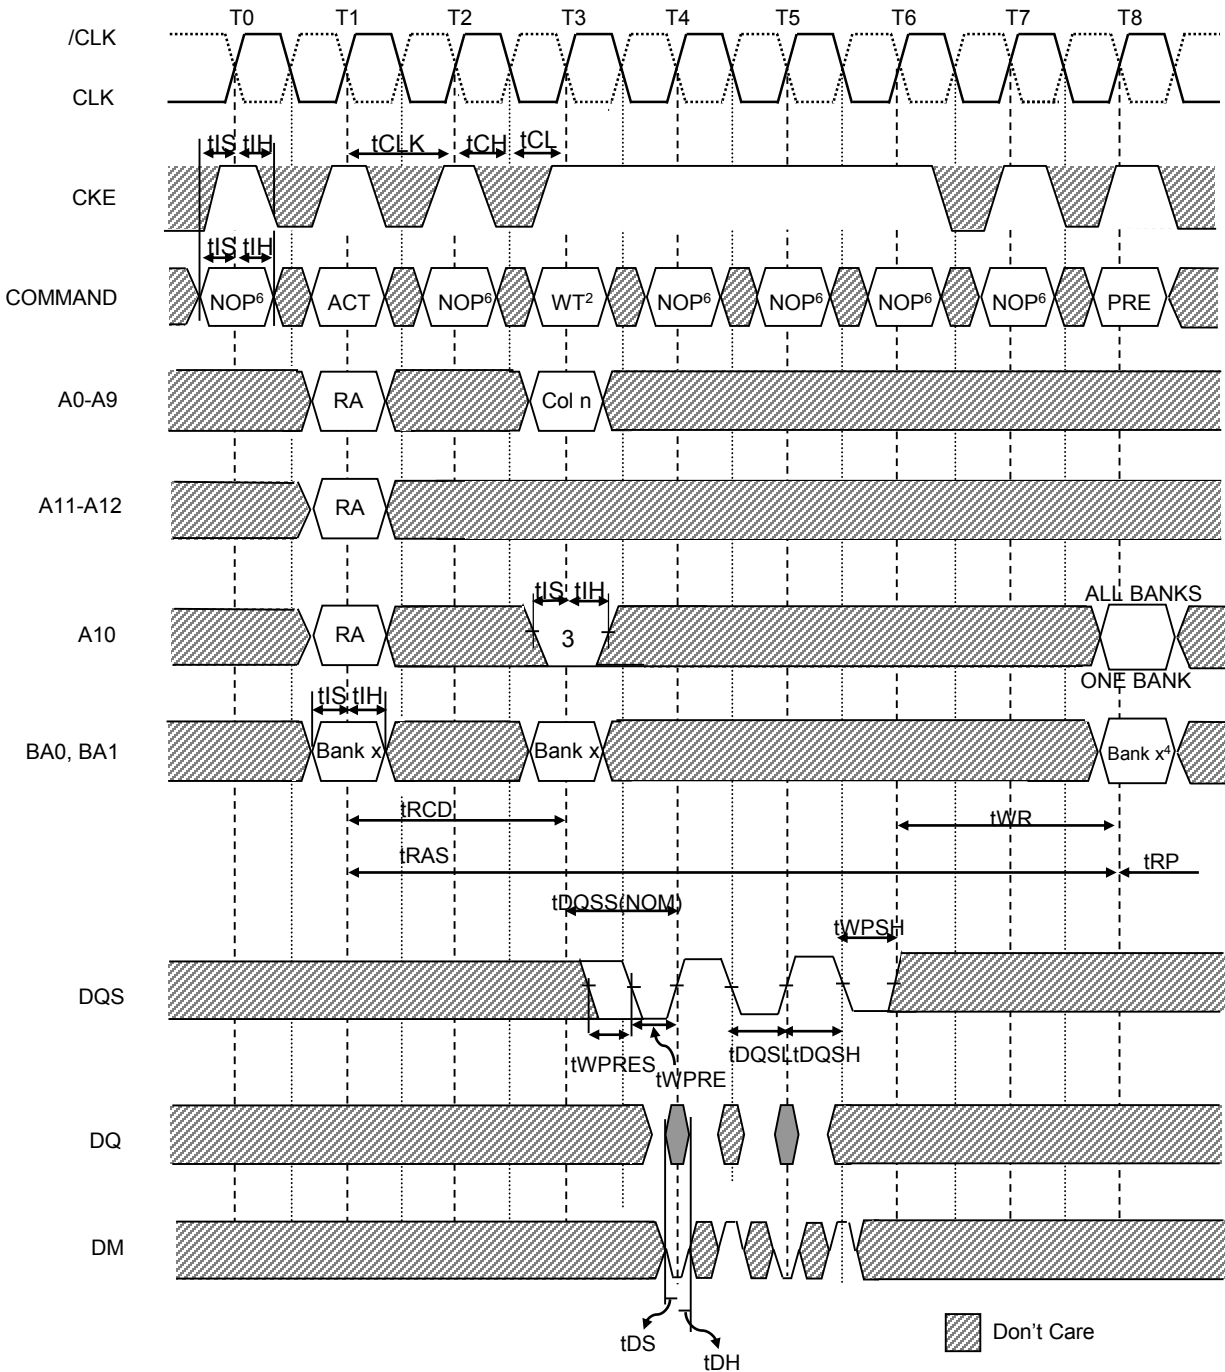 T0 T1 T2 T3 T4 T5 T6 T7 T8
/CLK
CLK
tIS tIH tCLK tCH tCL
CKE
tIS tIH
COMMAND NOP⁶ ACT NOP⁶ WT² NOP⁶ NOP⁶ NOP⁶ NOP⁶ PRE
A0-A9 RA Col n
A11-A12 RA
tIS tIH ALL BANKS
A10 RA 3
ONE BANK
tIS tIH
BA0, BA1 Bank x Bank x Bank x⁴
tRCD tWR
tRAS tRP
tDQSS(NOM)
tWPSH
DQS
tWPRES tWPRE tDQSL tDQSH
DQ
DM
tDS
tDH
Don't Care